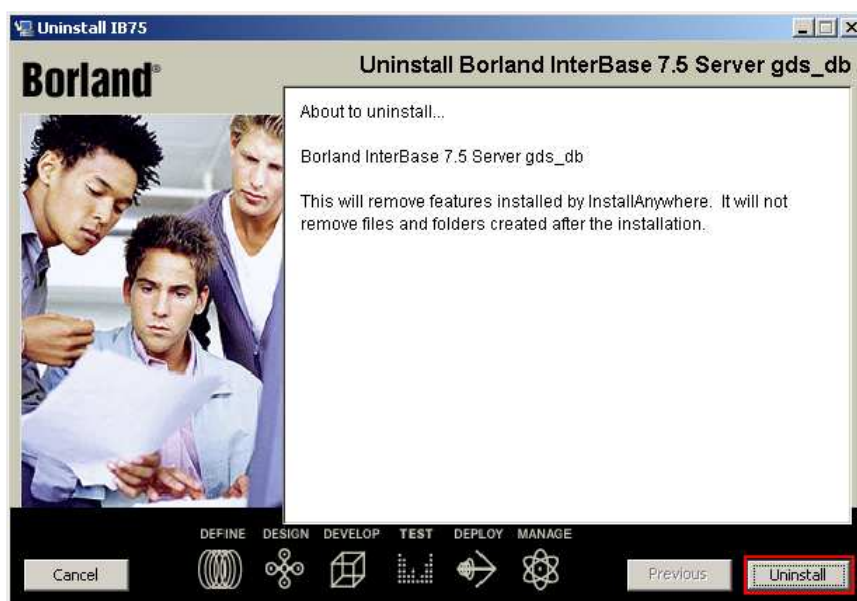 Uninstall IB75
Borland®
Uninstall Borland InterBase 7.5 Server gds_db
About to uninstall...
Borland InterBase 7.5 Server gds_db
This will remove features installed by InstallAnywhere. It will not
remove files and folders created after the installation.
DEFINE DESIGN DEVELOP TEST DEPLOY MANAGE
Cancel
Previous
Uninstall